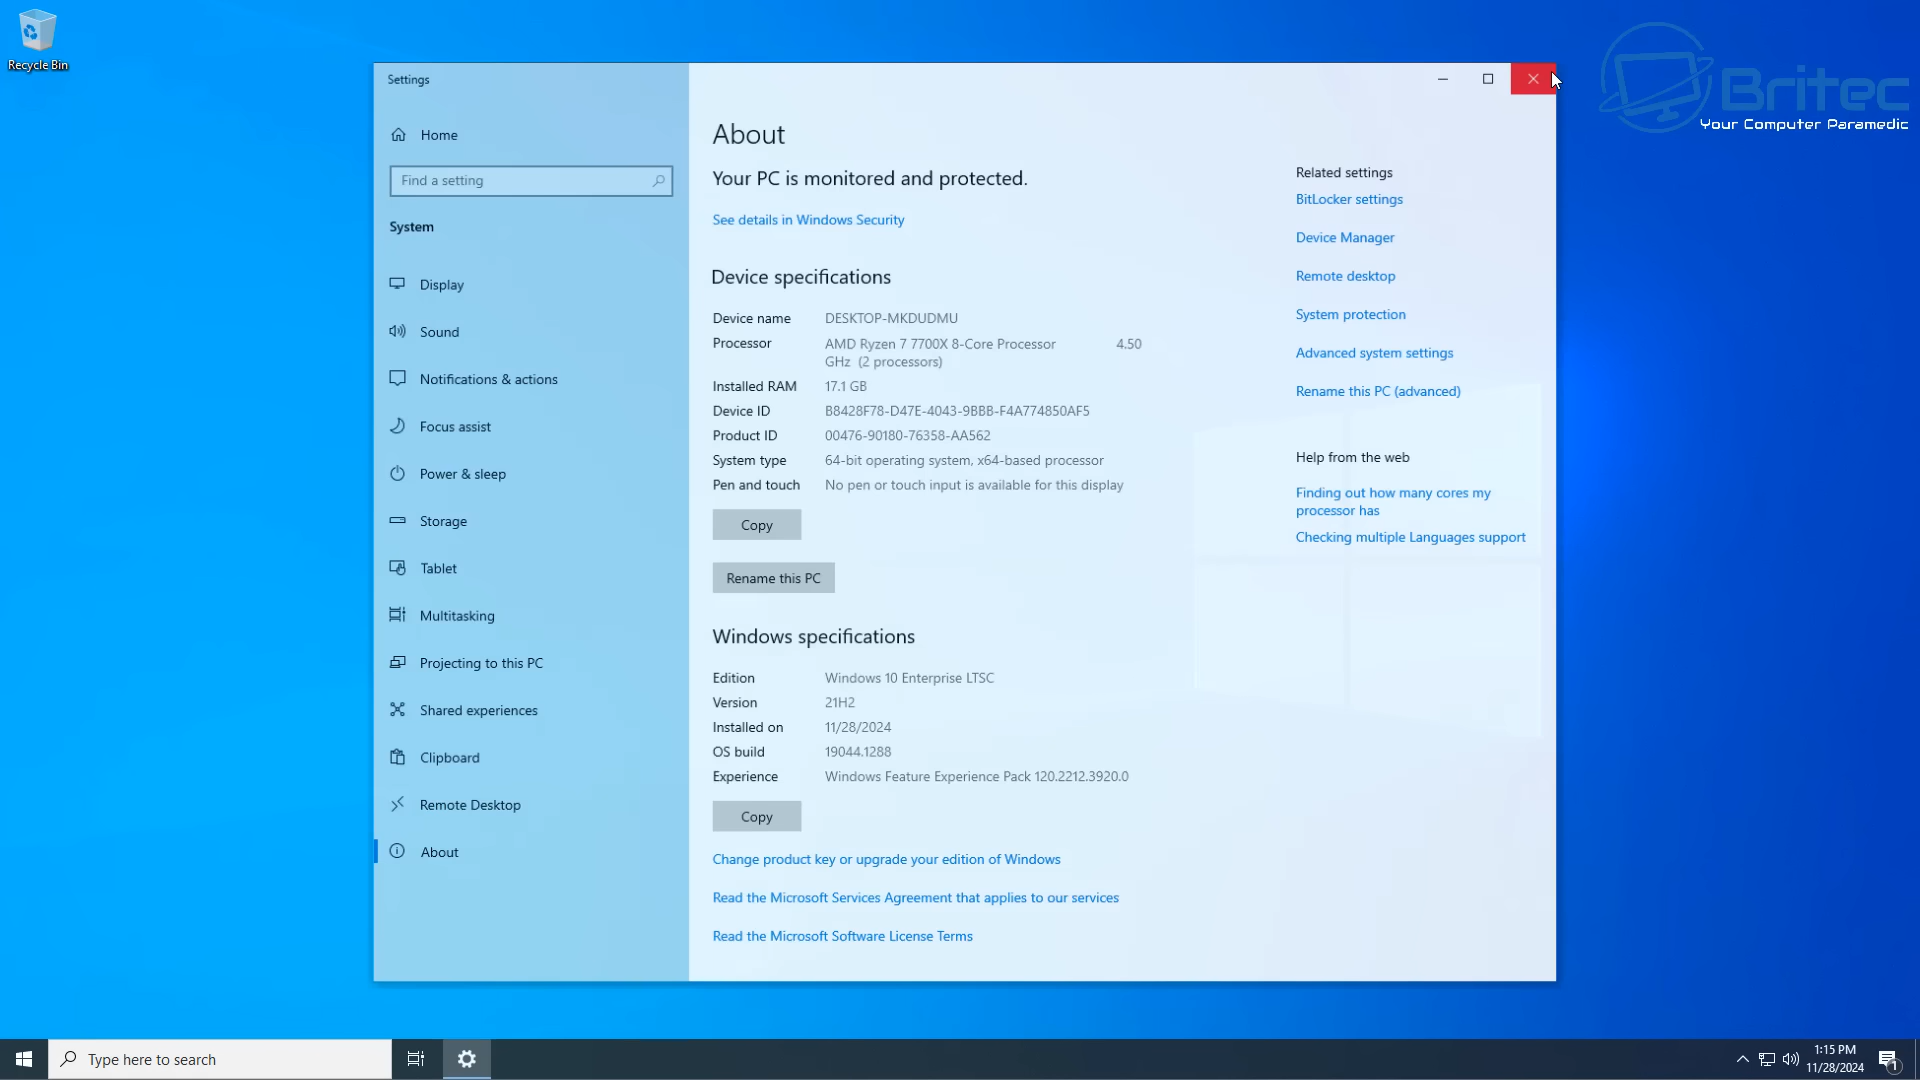 Recycle Bin
Settings
Home
Find a setting
System
Display
Sound
Notifications & actions
Focus assist
Power & sleep
Storage
Tablet
Multitasking
Projecting to this PC
Shared experiences
Clipboard
Remote Desktop
About
About
Your PC is monitored and protected.
See details in Windows Security
Device specifications
Device name DESKTOP-MKDUDMU
Processor AMD Ryzen 7 7700X 8-Core Processor 4.50
GHz (2 processors)
Installed RAM 17.1 GB
Device ID B8428F78-D47E-4043-9BBB-F4A774850AF5
Product ID 00476-90180-76358-AA562
System type 64-bit operating system, x64-based processor
Pen and touch No pen or touch input is available for this display
Copy
Rename this PC
Windows specifications
Edition Windows 10 Enterprise LTSC
Version 21H2
Installed on 11/28/2024
OS build 19044.1288
Experience Windows Feature Experience Pack 120.2212.3920.0
Copy
Change product key or upgrade your edition of Windows
Read the Microsoft Services Agreement that applies to our services
Read the Microsoft Software License Terms
Related settings
BitLocker settings
Device Manager
Remote desktop
System protection
Advanced system settings
Rename this PC (advanced)
Help from the web
Finding out how many cores my
processor has
Checking multiple Languages support
Britec
Your Computer Paramedic
Type here to search
1:15 PM
11/28/2024
1